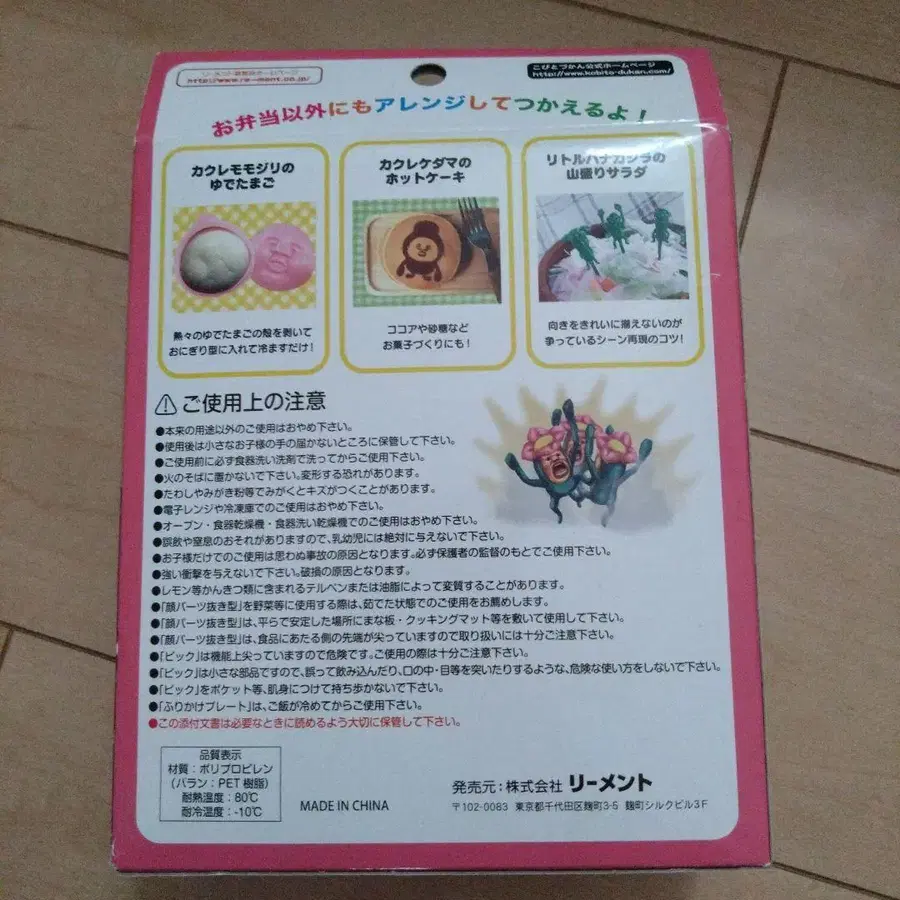 リーメント食玩公式ホームページ
http://www.re-ment.co.jp/
こびとづかん公式ホームページ
http://www.kobito-dukan.com/
お弁当以外にもアレンジしてつかえるよ!
カクレモモジリの
ゆでたまご
熱々のゆでたまごの殻を剥いて
おにぎり型に入れて冷ますだけ!
カクレケダマの
ホットケーキ
ココアや砂糖など
お菓子づくりにも!
リトルハナガシラの
山盛りサラダ
向きをきれいに揃えないのが
争っているシーン再現のコツ!
ご使用上の注意
●本来の用途以外のご使用はおやめ下さい。
●使用後は小さなお子様の手の届かないところに保管して下さい。
●ご使用前に必ず食器洗い洗剤で洗ってからご使用下さい。
●火のそばに置かないで下さい。変形する恐れがあります。
●たわしやみがき粉等でみがくとキズがつくことがあります。
●電子レンジや冷凍庫でのご使用はおやめ下さい。
●オーブン・食器乾燥機・食器洗い乾燥機でのご使用はおやめ下さい。
●誤飲や窒息のおそれがありますので、乳幼児には絶対に与えないで下さい。
●お子様だけでのご使用は思わぬ事故の原因となります。必ず保護者の監督のもとでご使用下さい。
●強い衝撃を与えないで下さい。破損の原因となります。
●レモン等かんきつ類に含まれるテルペンまたは油脂によって変質することがあります。
●「顔パーツ抜き型」を野菜等に使用する際は、茹でた状態でのご使用をお薦めします。
●「顔パーツ抜き型」は、平らで安定した場所にまな板・クッキングマット等を敷いて使用して下さい。
●「顔パーツ抜き型」は、食品にあたる側の先端が尖っていますので取り扱いには十分ご注意下さい。
●「ピック」は機能上尖っていますので危険です。ご使用の際は十分ご注意下さい。
●「ピック」は小さな部品ですので、誤って飲み込んだり、口の中・目等を突いたりするような、危険な使い方をしないで下さい。
●「ピック」をポケット等、肌身につけて持ち歩かないで下さい。
●「ふりかけプレート」は、ご飯が冷めてからご使用下さい。
●この添付文書は必要なときに読めるよう大切に保管して下さい。
品質表示
材質:ポリプロピレン
(バラン:PET樹脂)
耐熱温度:80℃
耐冷温度:-10℃
MADE IN CHINA
発売元:株式会社 リーメント
〒102-0083 東京都千代田区麹町3-5 麹町シルクビル3F